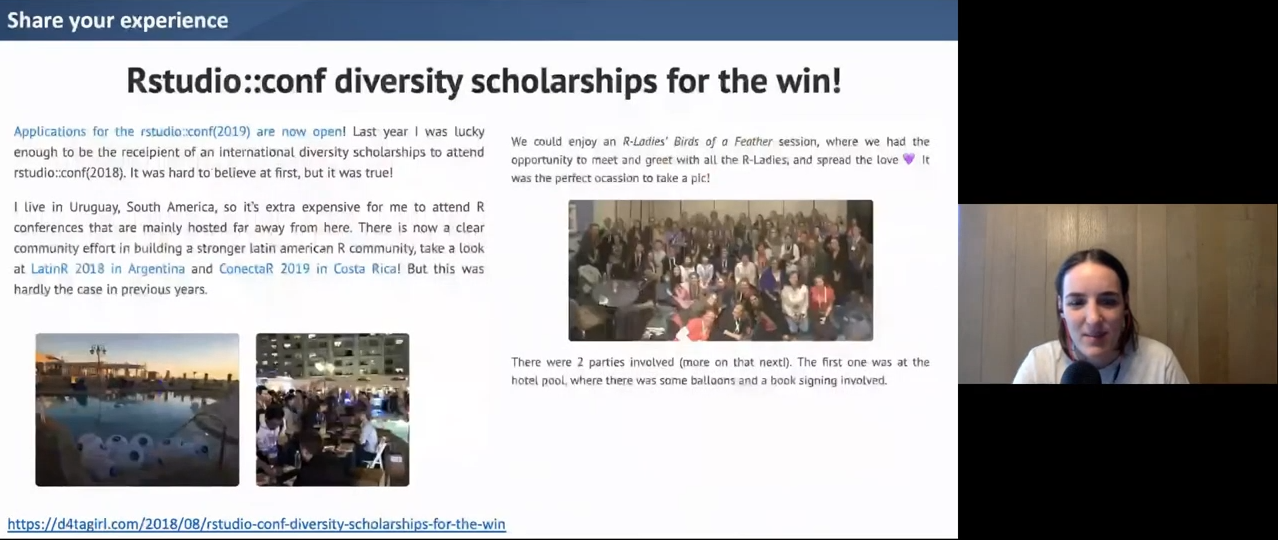 Share your experience
Rstudio::conf diversity scholarships for the win!
Applications for the rstudio::conf(2019) are now open! Last year I was lucky
enough to be the receipient of an international diversity scholarships to attend
rstudio::conf(2018). It was hard to believe at first, but it was true!
I live in Uruguay, South America, so it's extra expensive for me to attend R
conferences that are mainly hosted far away from here. There is now a clear
community effort in building a stronger latin american R community, take a look
at LatinR 2018 in Argentina and ConectaR 2019 in Costa Rica! But this was
hardly the case in previous years.
We could enjoy an R-Ladies' Birds of a Feather session, where we had the
opportunity to meet and greet with all the R-Ladies, and spread the love 💜 It
was the perfect ocassion to take a pic!
There were 2 parties involved (more on that next!). The first one was at the
hotel pool, where there was some balloons and a book signing involved.
https://d4tagirl.com/2018/08/rstudio-conf-diversity-scholarships-for-the-win